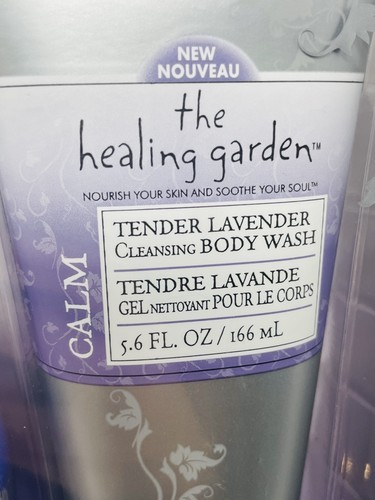 NEW
NOUVEAU
the
healing garden™
NOURISH YOUR SKIN AND SOOTHE YOUR SOUL™
CALM
TENDER LAVENDER
CLEANSING BODY WASH
TENDRE LAVANDE
GEL NETTOYANT POUR LE CORPS
5.6 FL. OZ / 166 mL